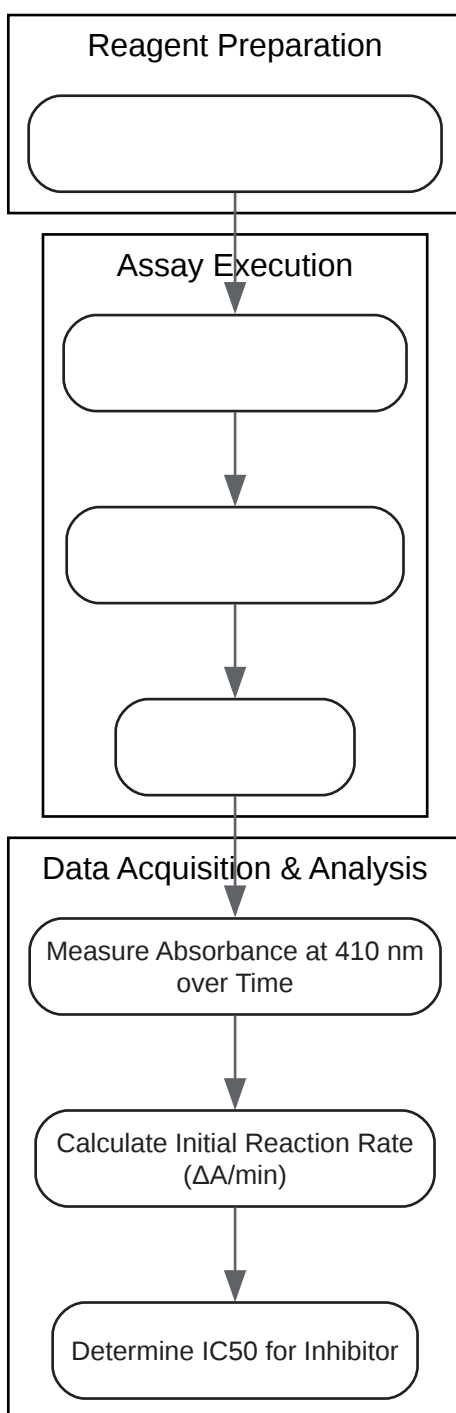 Reagent Preparation
Assay Execution
Data Acquisition & Analysis
Measure Absorbance at 410 nm
over Time
Calculate Initial Reaction Rate
(ΔA/min)
Determine IC50 for Inhibitor